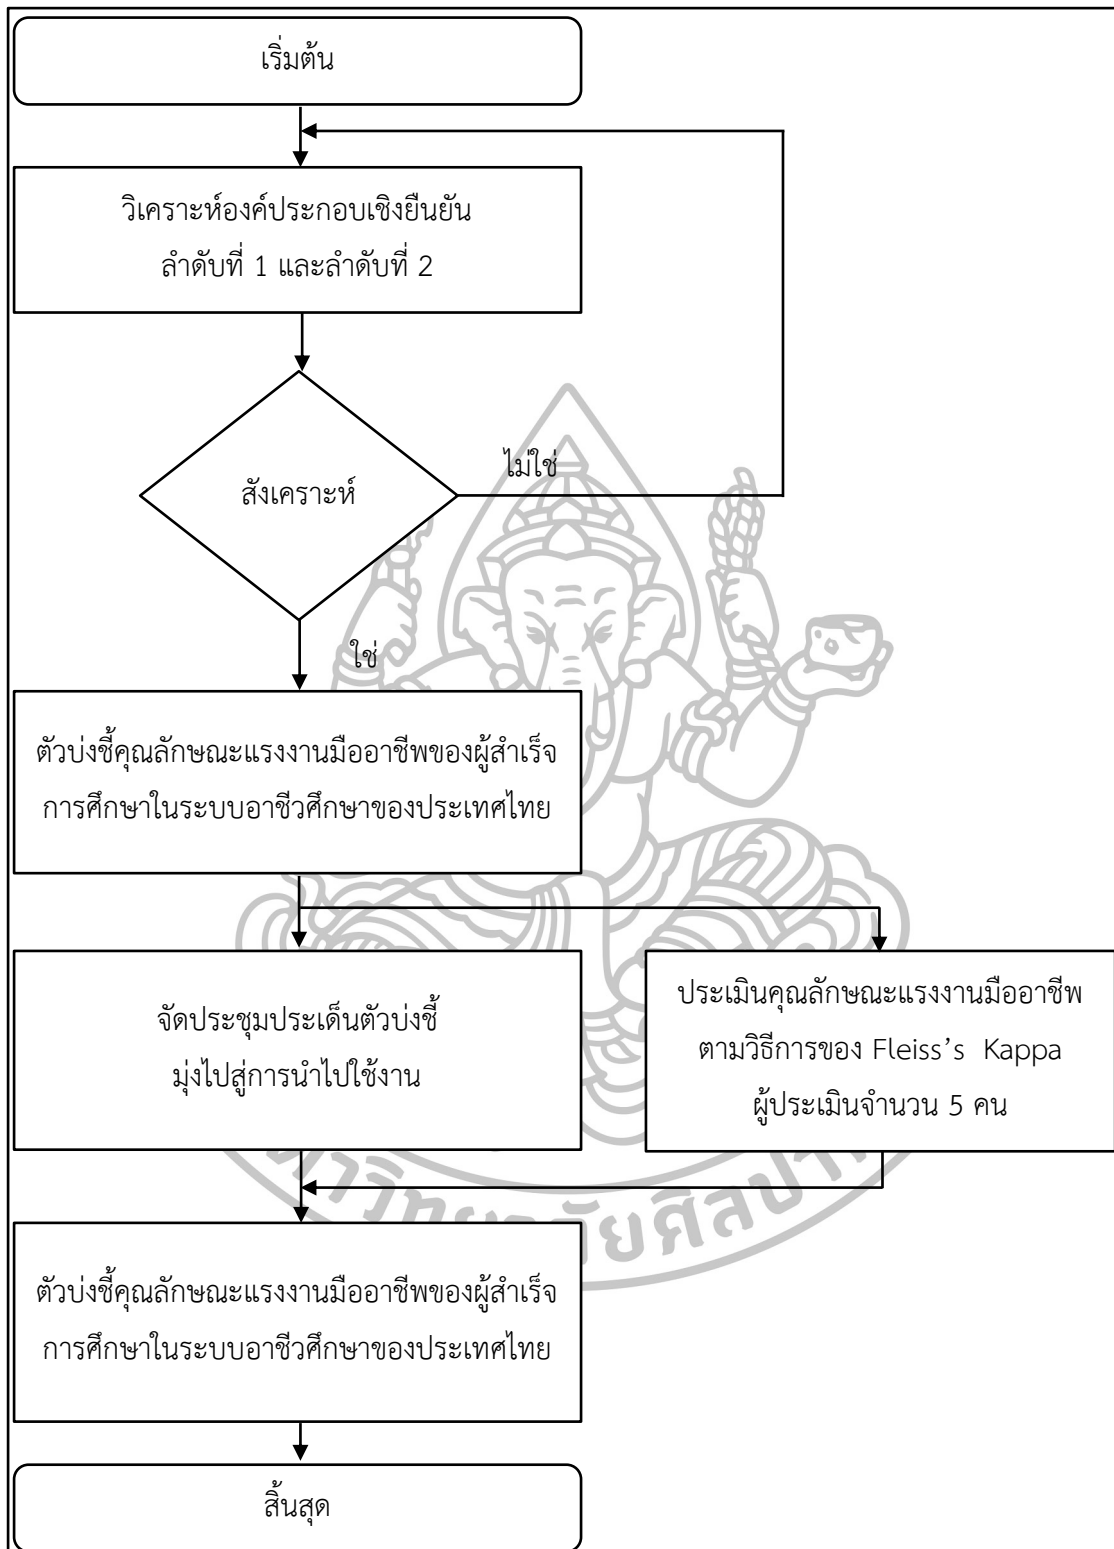 เริ่มต้น
วิเคราะห์องค์ประกอบเชิงยืนยัน
ลำดับที่ 1 และลำดับที่ 2
สังเคราะห์
ไม่ใช่
ใช่
ตัวบ่งชี้คุณลักษณะแรงงานมืออาชีพของผู้สำเร็จ
การศึกษาในระบบอาชีวศึกษาของประเทศไทย
จัดประชุมประเด็นตัวบ่งชี้
มุ่งไปสู่การนำไปใช้งาน
ประเมินคุณลักษณะแรงงานมืออาชีพ
ตามวิธีการของ Fleiss’s Kappa
ผู้ประเมินจำนวน 5 คน
ตัวบ่งชี้คุณลักษณะแรงงานมืออาชีพของผู้สำเร็จ
การศึกษาในระบบอาชีวศึกษาของประเทศไทย
สิ้นสุด